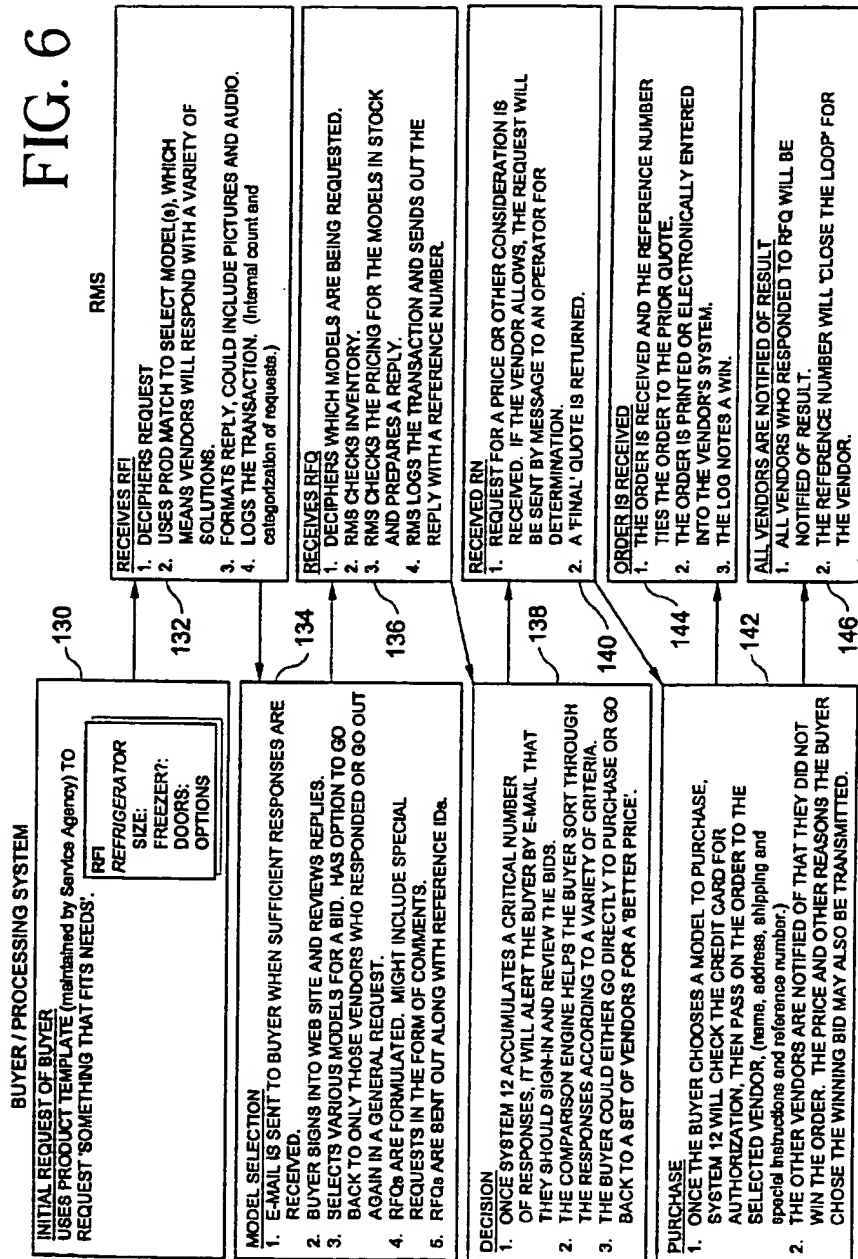 FIG. 6
BUYER / PROCESSING SYSTEM
INITIAL REQUEST OF BUYER
USES PRODUCT TEMPLATE (maintained by Service Agency) TO
REQUEST 'SOMETHING THAT FITS NEEDS'.
RFI
REFRIGERATOR
SIZE:
FREEZER?:
DOORS:
OPTIONS
130
132
MODEL SELECTION
1. E-MAIL IS SENT TO BUYER WHEN SUFFICIENT RESPONSES ARE
RECEIVED.
2. BUYER SIGNS INTO WEB SITE AND REVIEWS REPLIES.
3. SELECTS VARIOUS MODELS FOR A BID. HAS OPTION TO GO
BACK TO ONLY THOSE VENDORS WHO RESPONDED OR GO OUT
AGAIN IN A GENERAL REQUEST.
4. RFQs ARE FORMULATED. MIGHT INCLUDE SPECIAL
REQUESTS IN THE FORM OF COMMENTS.
5. RFQs ARE SENT OUT ALONG WITH REFERENCE IDs.
134
136
DECISION
1. ONCE SYSTEM 12 ACCUMULATES A CRITICAL NUMBER
OF RESPONSES, IT WILL ALERT THE BUYER BY E-MAIL THAT
THEY SHOULD SIGN-IN AND REVIEW THE BIDS.
2. THE COMPARISON ENGINE HELPS THE BUYER SORT THROUGH
THE RESPONSES ACCORDING TO A VARIETY OF CRITERIA.
3. THE BUYER COULD EITHER GO DIRECTLY TO PURCHASE OR GO
BACK TO A SET OF VENDORS FOR A 'BETTER PRICE'.
138
140
PURCHASE
1. ONCE THE BUYER CHOOSES A MODEL TO PURCHASE,
SYSTEM 12 WILL CHECK THE CREDIT CARD FOR
AUTHORIZATION, THEN PASS ON THE ORDER TO THE
SELECTED VENDOR, (name, address, shipping and
special instructions and reference number.)
2. THE OTHER VENDORS ARE NOTIFIED OF THAT THEY DID NOT
WIN THE ORDER. THE PRICE AND OTHER REASONS THE BUYER
CHOSE THE WINNING BID MAY ALSO BE TRANSMITTED.
144
142
146
RMS
RECEIVES RFI
1. DECIPHERS REQUEST
2. USES PROD MATCH TO SELECT MODEL(s), WHICH
MEANS VENDORS WILL RESPOND WITH A VARIETY OF
SOLUTIONS.
3. FORMATS REPLY, COULD INCLUDE PICTURES AND AUDIO.
4. LOGS THE TRANSACTION. (Internal count and
categorization of requests.)
RECEIVES RFQ
1. DECIPHERS WHICH MODELS ARE BEING REQUESTED.
2. RMS CHECKS INVENTORY.
3. RMS CHECKS THE PRICING FOR THE MODELS IN STOCK
AND PREPARES A REPLY.
4. RMS LOGS THE TRANSACTION AND SENDS OUT THE
REPLY WITH A REFERENCE NUMBER.
RECEIVED RN
1. REQUEST FOR A PRICE OR OTHER CONSIDERATION IS
RECEIVED. IF THE VENDOR ALLOWS, THE REQUEST WILL
BE SENT BY MESSAGE TO AN OPERATOR FOR
DETERMINATION.
2. A 'FINAL' QUOTE IS RETURNED.
ORDER IS RECEIVED
1. THE ORDER IS RECEIVED AND THE REFERENCE NUMBER
TIES THE ORDER TO THE PRIOR QUOTE.
2. THE ORDER IS PRINTED OR ELECTRONICALLY ENTERED
INTO THE VENDOR'S SYSTEM.
3. THE LOG NOTES A WIN.
ALL VENDORS ARE NOTIFIED OF RESULT
1. ALL VENDORS WHO RESPONDED TO RFQ WILL BE
NOTIFIED OF RESULT.
2. THE REFERENCE NUMBER WILL 'CLOSE THE LOOP' FOR
THE VENDOR.